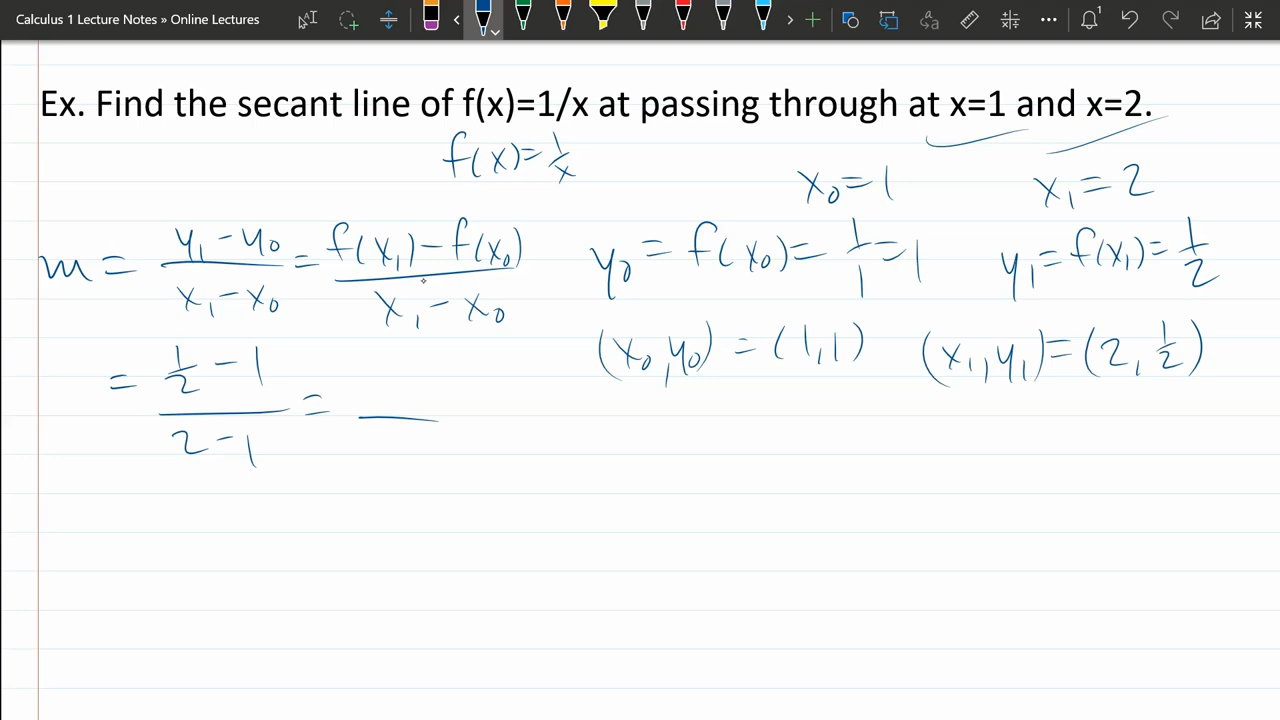 Calculus 1 Lecture Notes » Online Lectures
1
Ex. Find the secant line of f(x)=1/x at passing through at x=1 and x=2.
f(x)=1/x
x₀=1 x₁=2
m = (y₁-y₀)/(x₁-x₀) = (f(x₁)-f(x₀))/(x₁-x₀) y₀=f(x₀)=1/1=1 y₁=f(x₁)=1/2
(x₀,y₀)=(1,1) (x₁,y₁)=(2,1/2)
= (1/2-1)/(2-1) =